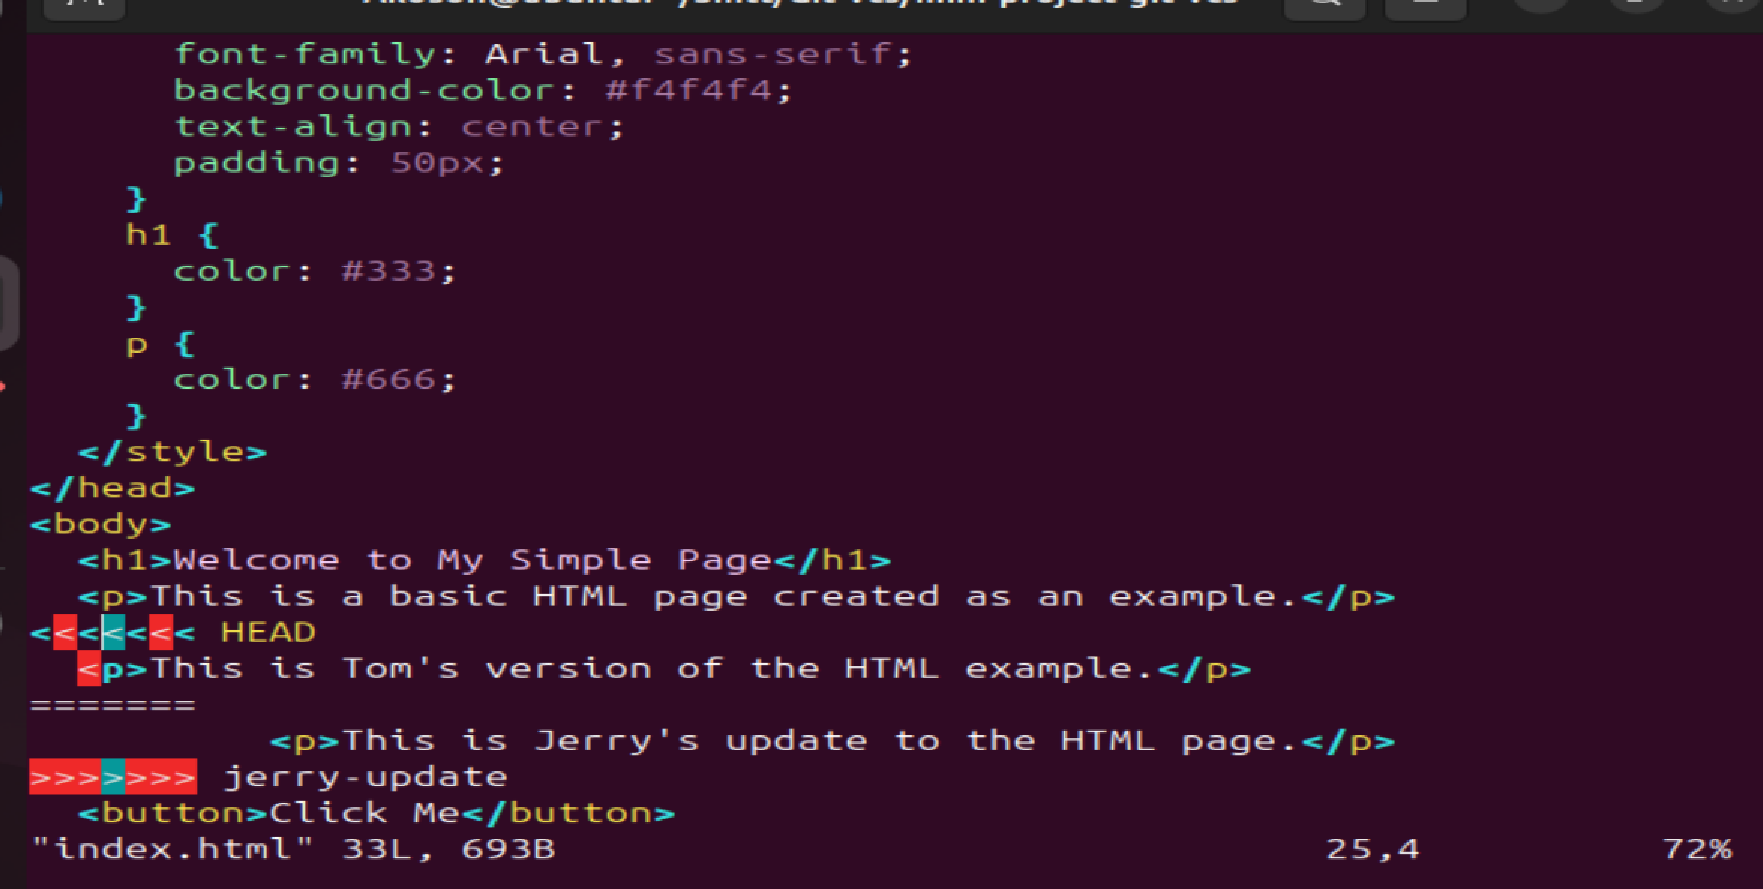 font-family: Arial, sans-serif;
background-color: #f4f4f4;
text-align: center;
padding: 50px;
}
h1 {
color: #333;
}
p {
color: #666;
}
</style>
</head>
<body>
<h1>Welcome to My Simple Page</h1>
<p>This is a basic HTML page created as an example.</p>
<<<<<<< HEAD
<p>This is Tom's version of the HTML example.</p>
=======
<p>This is Jerry's update to the HTML page.</p>
>>>>>>> jerry-update
<button>Click Me</button>
"index.html" 33L, 693B 25,4 72%